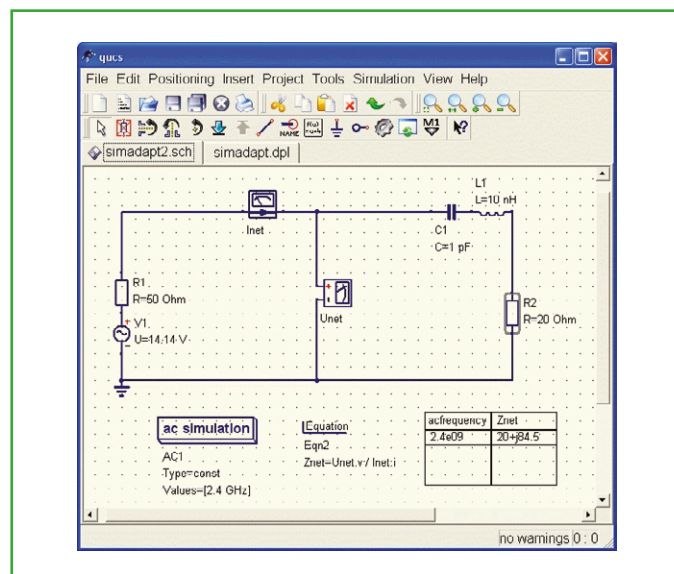 qucs
File Edit Positioning Insert Project Tools Simulation View Help
NAME
simadapt2.sch simadapt.dpl
L1
L=10 nH
Inet
C1
C=1 pF
R1
R=50 Ohm
V1
U=14.14 V
Unet
R2
R=20 Ohm
ac simulation
AC1
Type=const
Values=[2.4 GHz]
Equation
Eqn2
Znet=Unet.v / Inet.i
acfrequency Znet
2.4e09 20+j84.5
no warnings 0 : 0